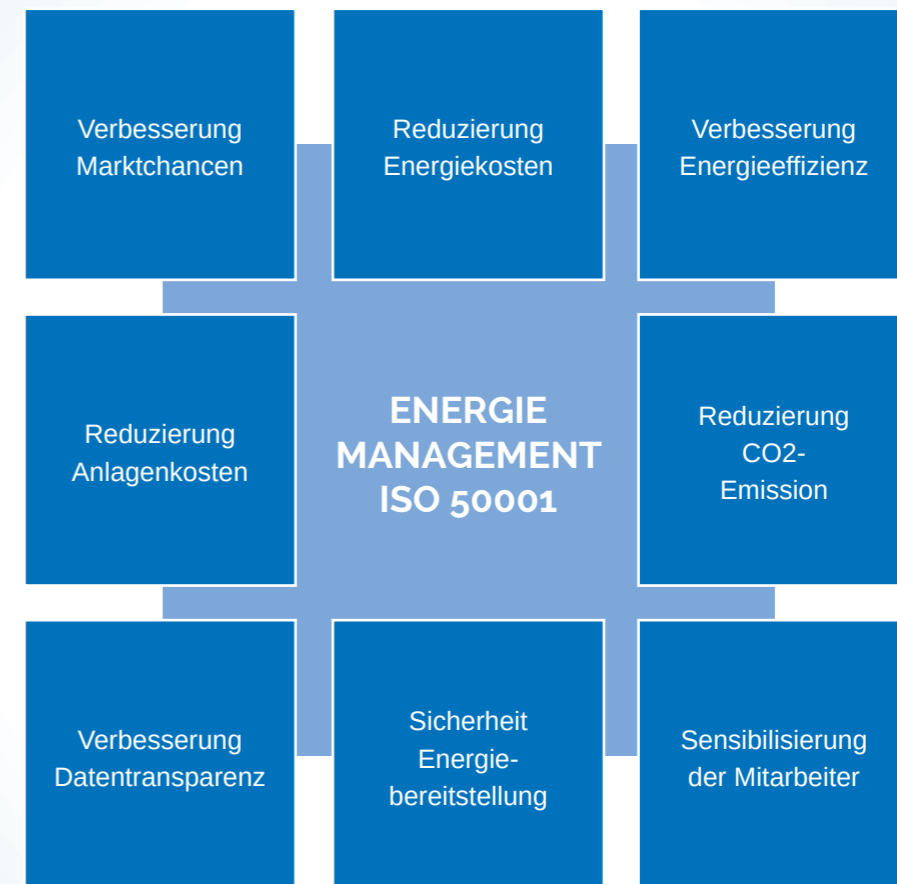 Verbesserung
Marktchancen
Reduzierung
Energiekosten
Verbesserung
Energieeffizienz
Reduzierung
Anlagenkosten
ENERGIE
MANAGEMENT
ISO 50001
Reduzierung
CO2-
Emission
Verbesserung
Datentransparenz
Sicherheit
Energie-
bereitstellung
Sensibilisierung
der Mitarbeiter